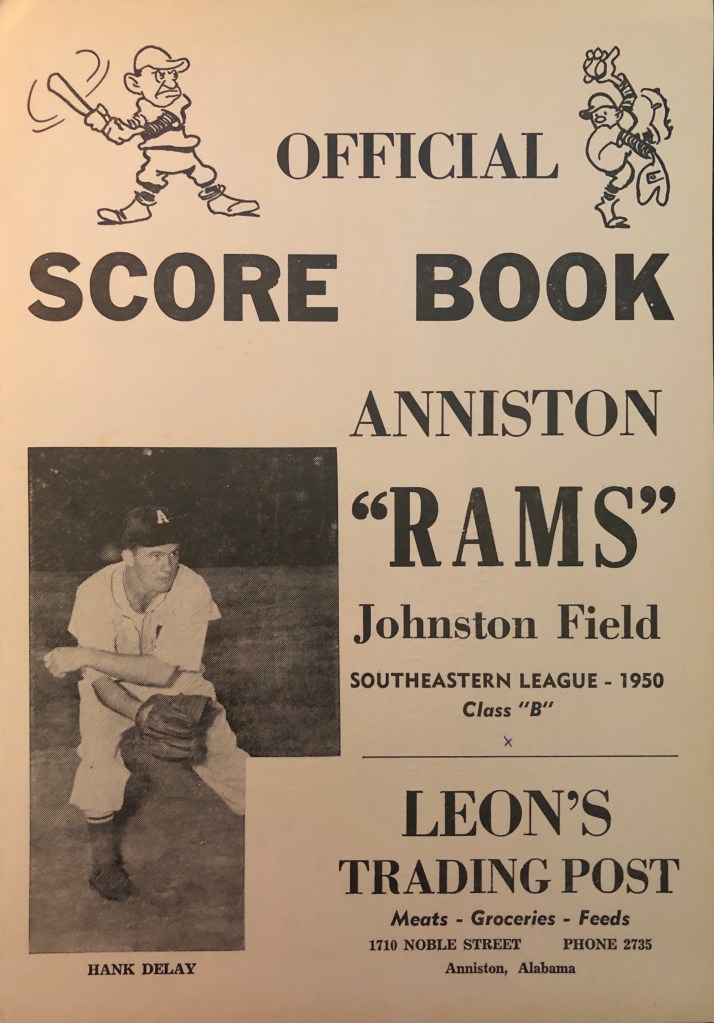 OFFICIAL
SCORE BOOK
ANNISTON
“RAMS”
Johnston Field
SOUTHEASTERN LEAGUE - 1950
Class "B"
x
A
LEON'S
TRADING POST
Meats - Groceries - Feeds
1710 NOBLE STREET PHONE 2735
Anniston, Alabama
HANK DELAY